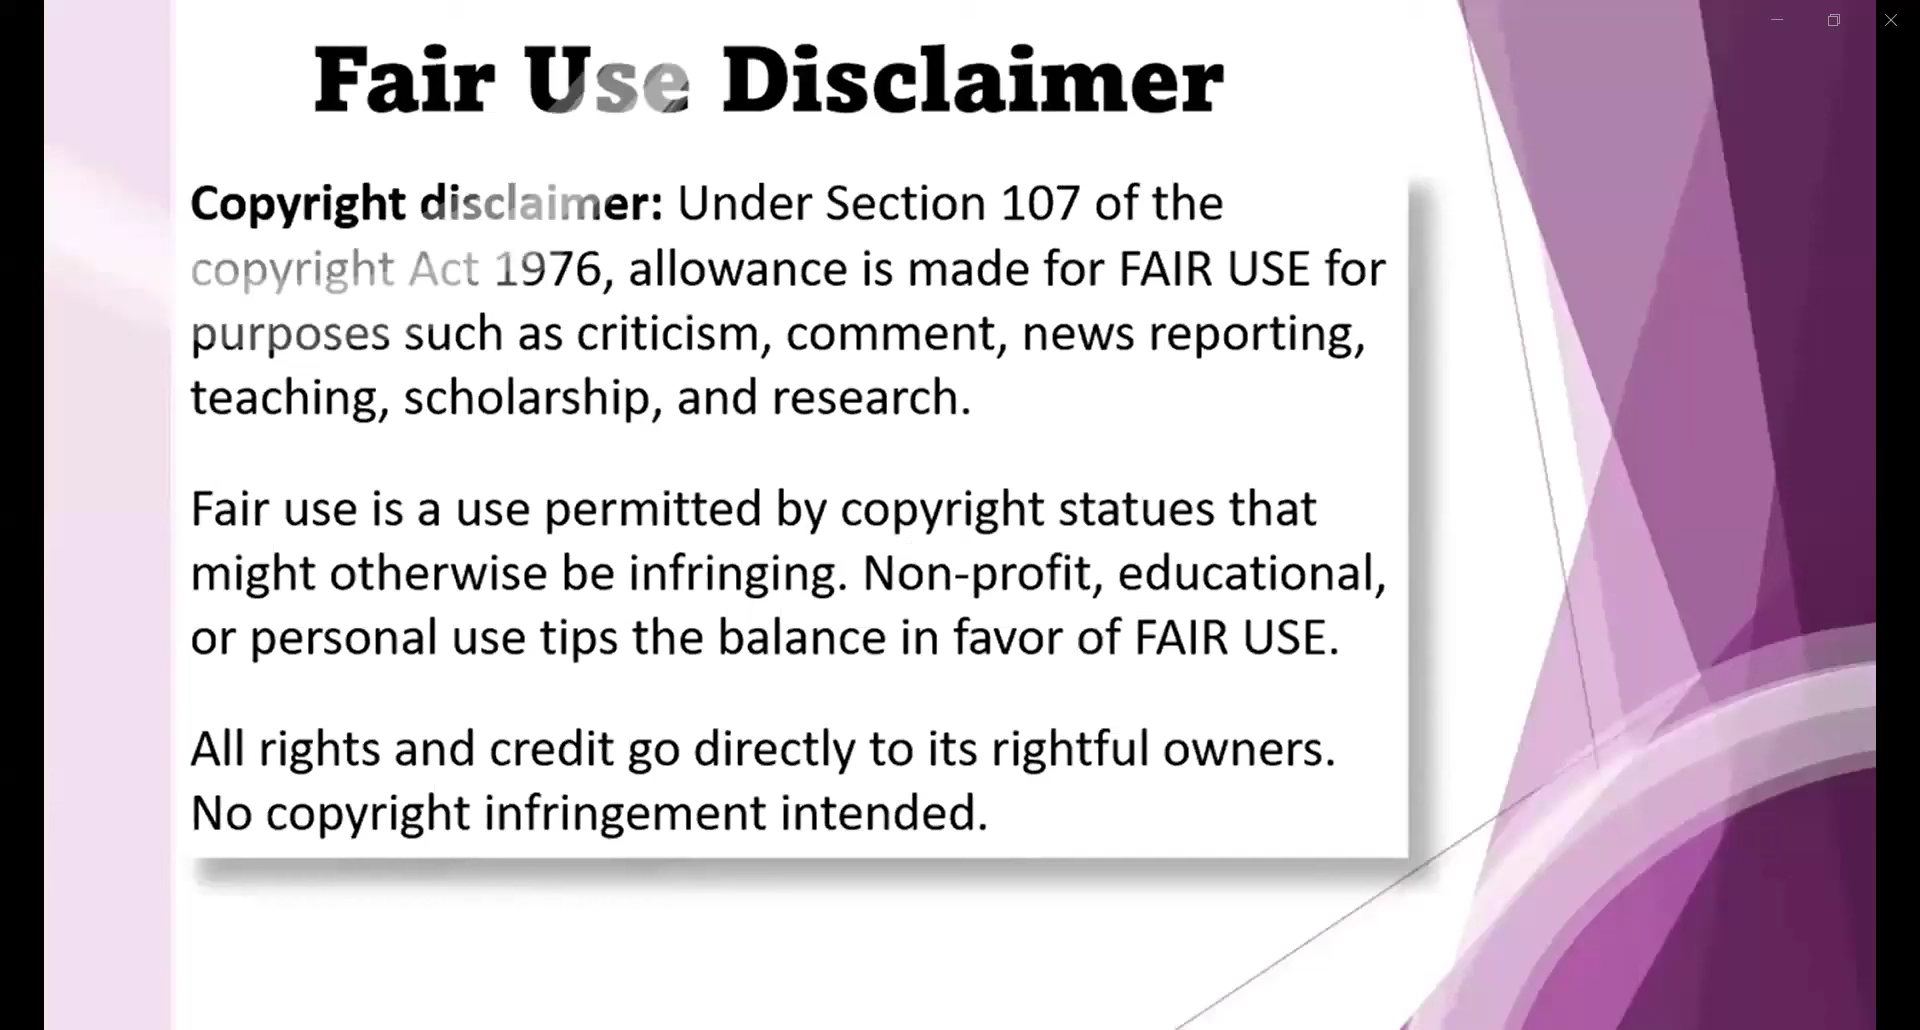 Fair Use Disclaimer
Copyright disclaimer: Under Section 107 of the
copyright Act 1976, allowance is made for FAIR USE for
purposes such as criticism, comment, news reporting,
teaching, scholarship, and research.
Fair use is a use permitted by copyright statues that
might otherwise be infringing. Non-profit, educational,
or personal use tips the balance in favor of FAIR USE.
All rights and credit go directly to its rightful owners.
No copyright infringement intended.